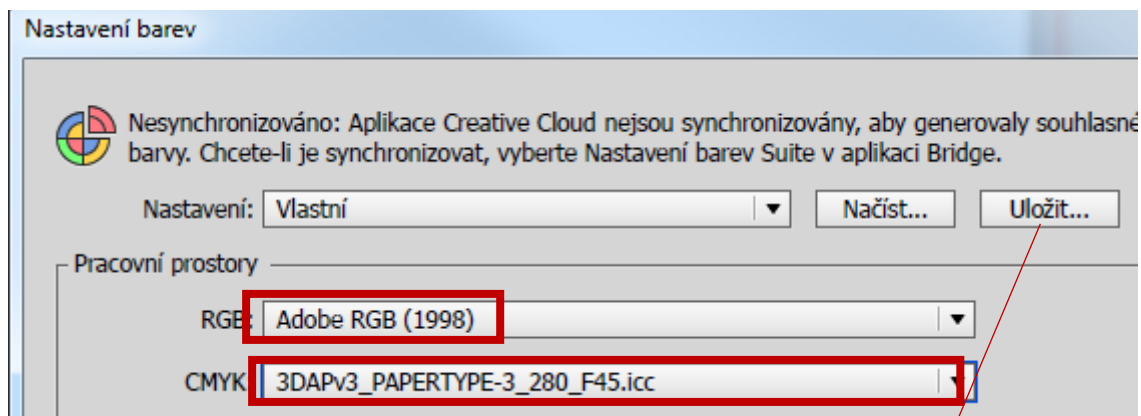 Nastavení barev
Nesynchronizováno: Aplikace Creative Cloud nejsou synchronizovány, aby generovaly souhlasné
barvy. Chcete-li je synchronizovat, vyberte Nastavení barev Suite v aplikaci Bridge.
Nastavení: Vlastní Načíst... Uložit...
Pracovní prostory
RGB: Adobe RGB (1998)
CMYK 3DAPv3_PAPERTYPE-3_280_F45.icc